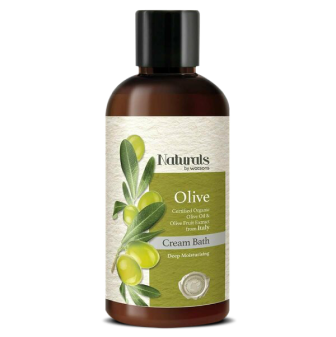 Naturals
by watsons
Olive
Certified Organic
Olive Oil &
Olive Fruit Extract
from Italy
Cream Bath
Deep Moisturising